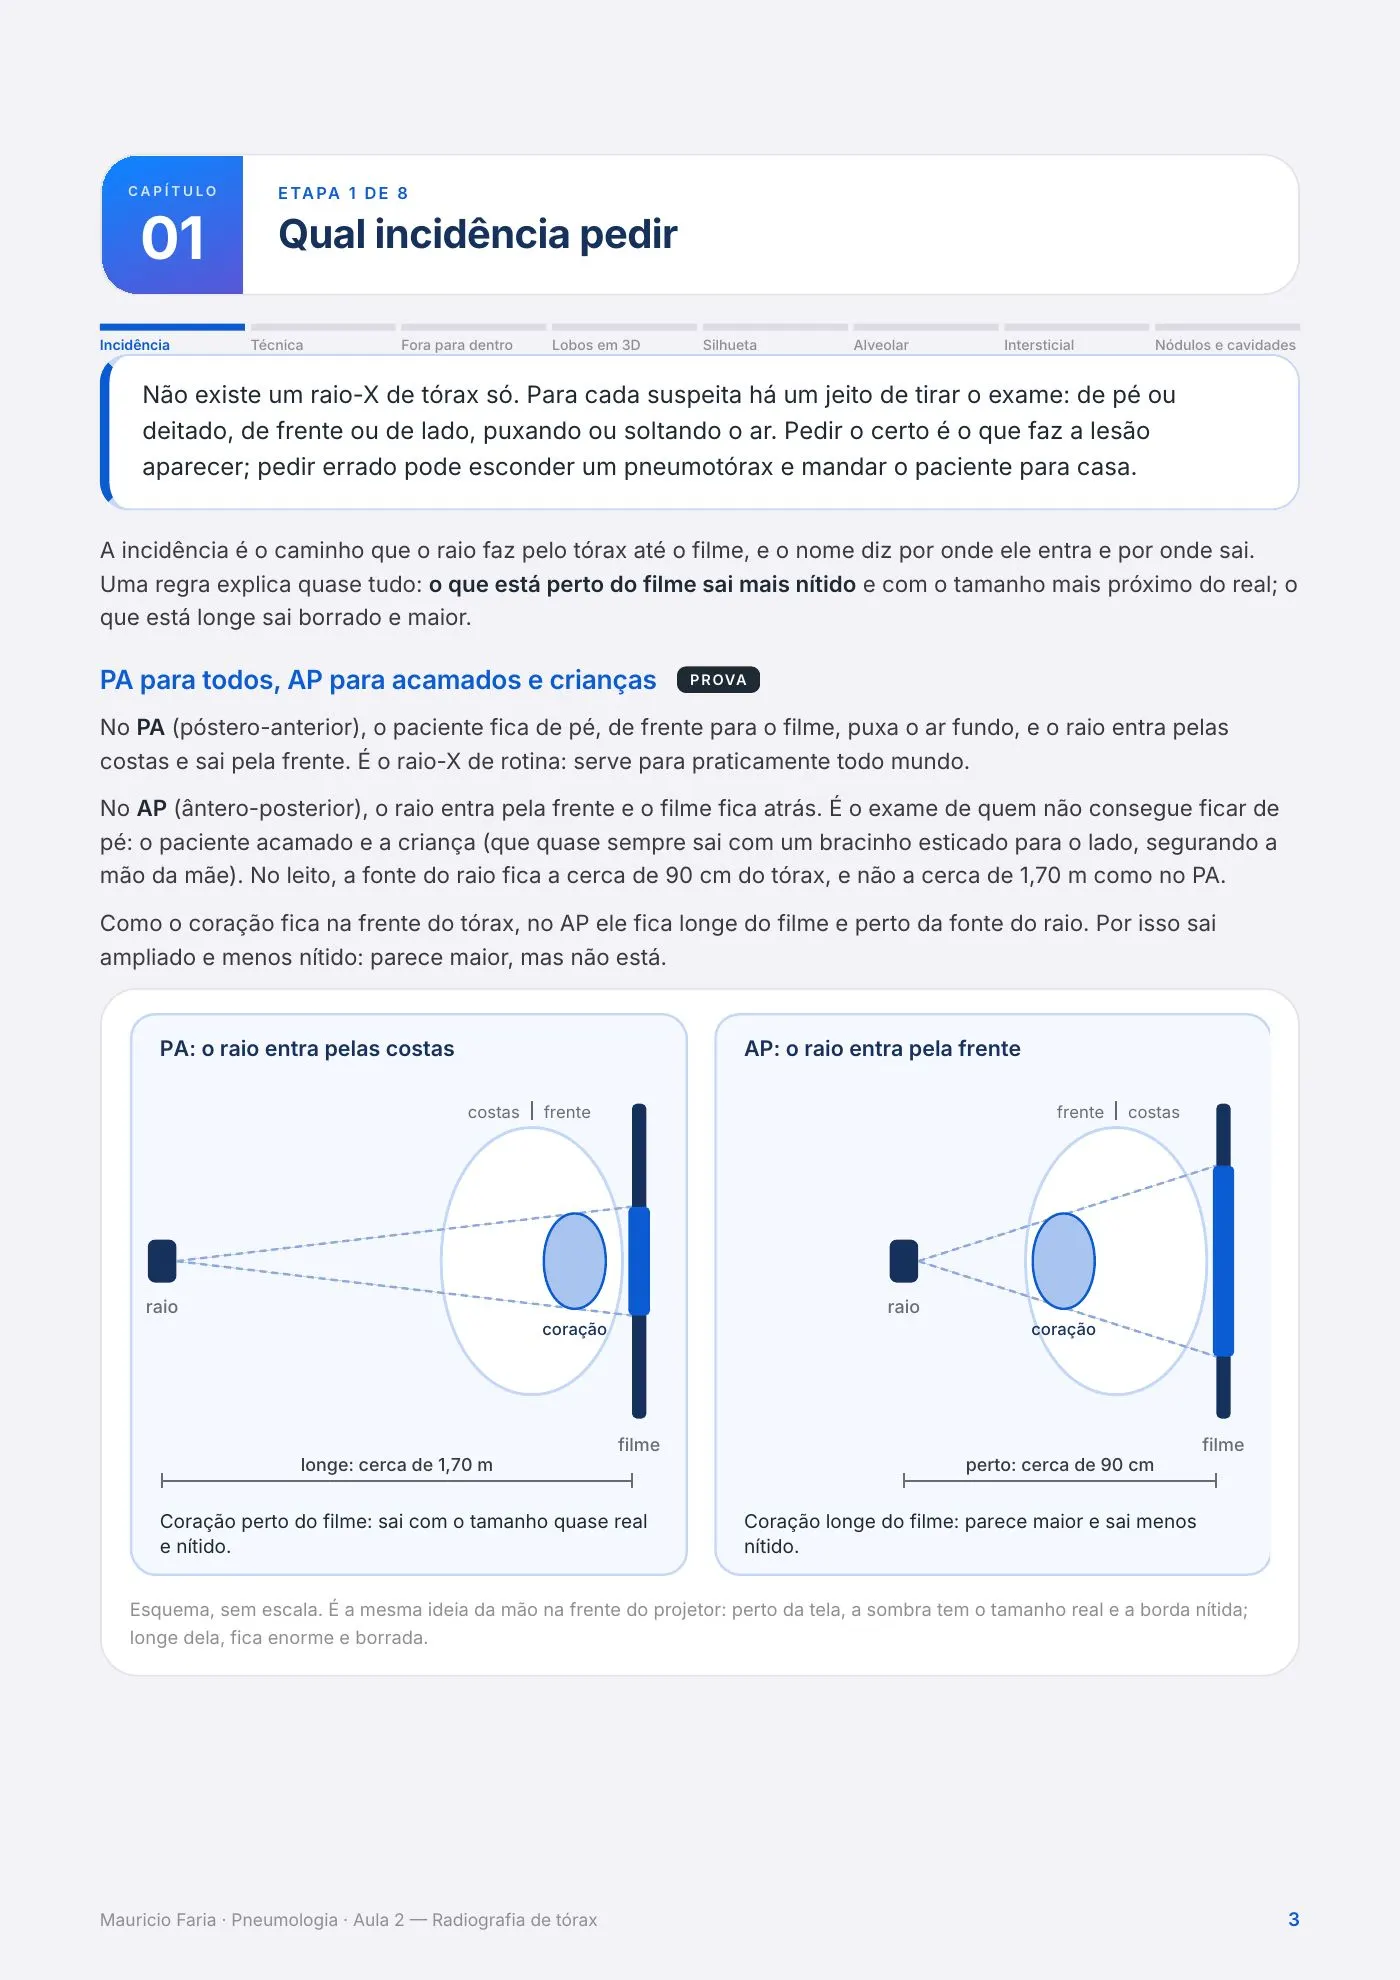 CAPÍTULO
01
ETAPA 1 DE 8
Qual incidência pedir
Incidência
Técnica
Fora para dentro
Lobos em 3D
Silhueta
Alveolar
Intersticial
Nódulos e cavidades
Não existe um raio-X de tórax só. Para cada suspeita há um jeito de tirar o exame: de pé ou
deitado, de frente ou de lado, puxando ou soltando o ar. Pedir o certo é o que faz a lesão
aparecer; pedir errado pode esconder um pneumotórax e mandar o paciente para casa.
A incidência é o caminho que o raio faz pelo tórax até o filme, e o nome diz por onde ele entra e por onde sai.
Uma regra explica quase tudo: o que está perto do filme sai mais nítido e com o tamanho mais próximo do real; o
que está longe sai borrado e maior.
PA para todos, AP para acamados e crianças PROVA
No PA (póstero-anterior), o paciente fica de pé, de frente para o filme, puxa o ar fundo, e o raio entra pelas
costas e sai pela frente. É o raio-X de rotina: serve para praticamente todo mundo.
No AP (ântero-posterior), o raio entra pela frente e o filme fica atrás. É o exame de quem não consegue ficar de
pé: o paciente acamado e a criança (que quase sempre sai com um bracinho esticado para o lado, segurando a
mão da mãe). No leito, a fonte do raio fica a cerca de 90 cm do tórax, e não a cerca de 1,70 m como no PA.
Como o coração fica na frente do tórax, no AP ele fica longe do filme e perto da fonte do raio. Por isso sai
ampliado e menos nítido: parece maior, mas não está.
PA: o raio entra pelas costas
costas | frente
raio
coração
filme
longe: cerca de 1,70 m
Coração perto do filme: sai com o tamanho quase real
e nítido.
AP: o raio entra pela frente
frente | costas
raio
coração
filme
perto: cerca de 90 cm
Coração longe do filme: parece maior e sai menos
nítido.
Esquema, sem escala. É a mesma ideia da mão na frente do projetor: perto da tela, a sombra tem o tamanho real e a borda nítida;
longe dela, fica enorme e borrada.
Mauricio Faria · Pneumologia · Aula 2 — Radiografia de tórax
3